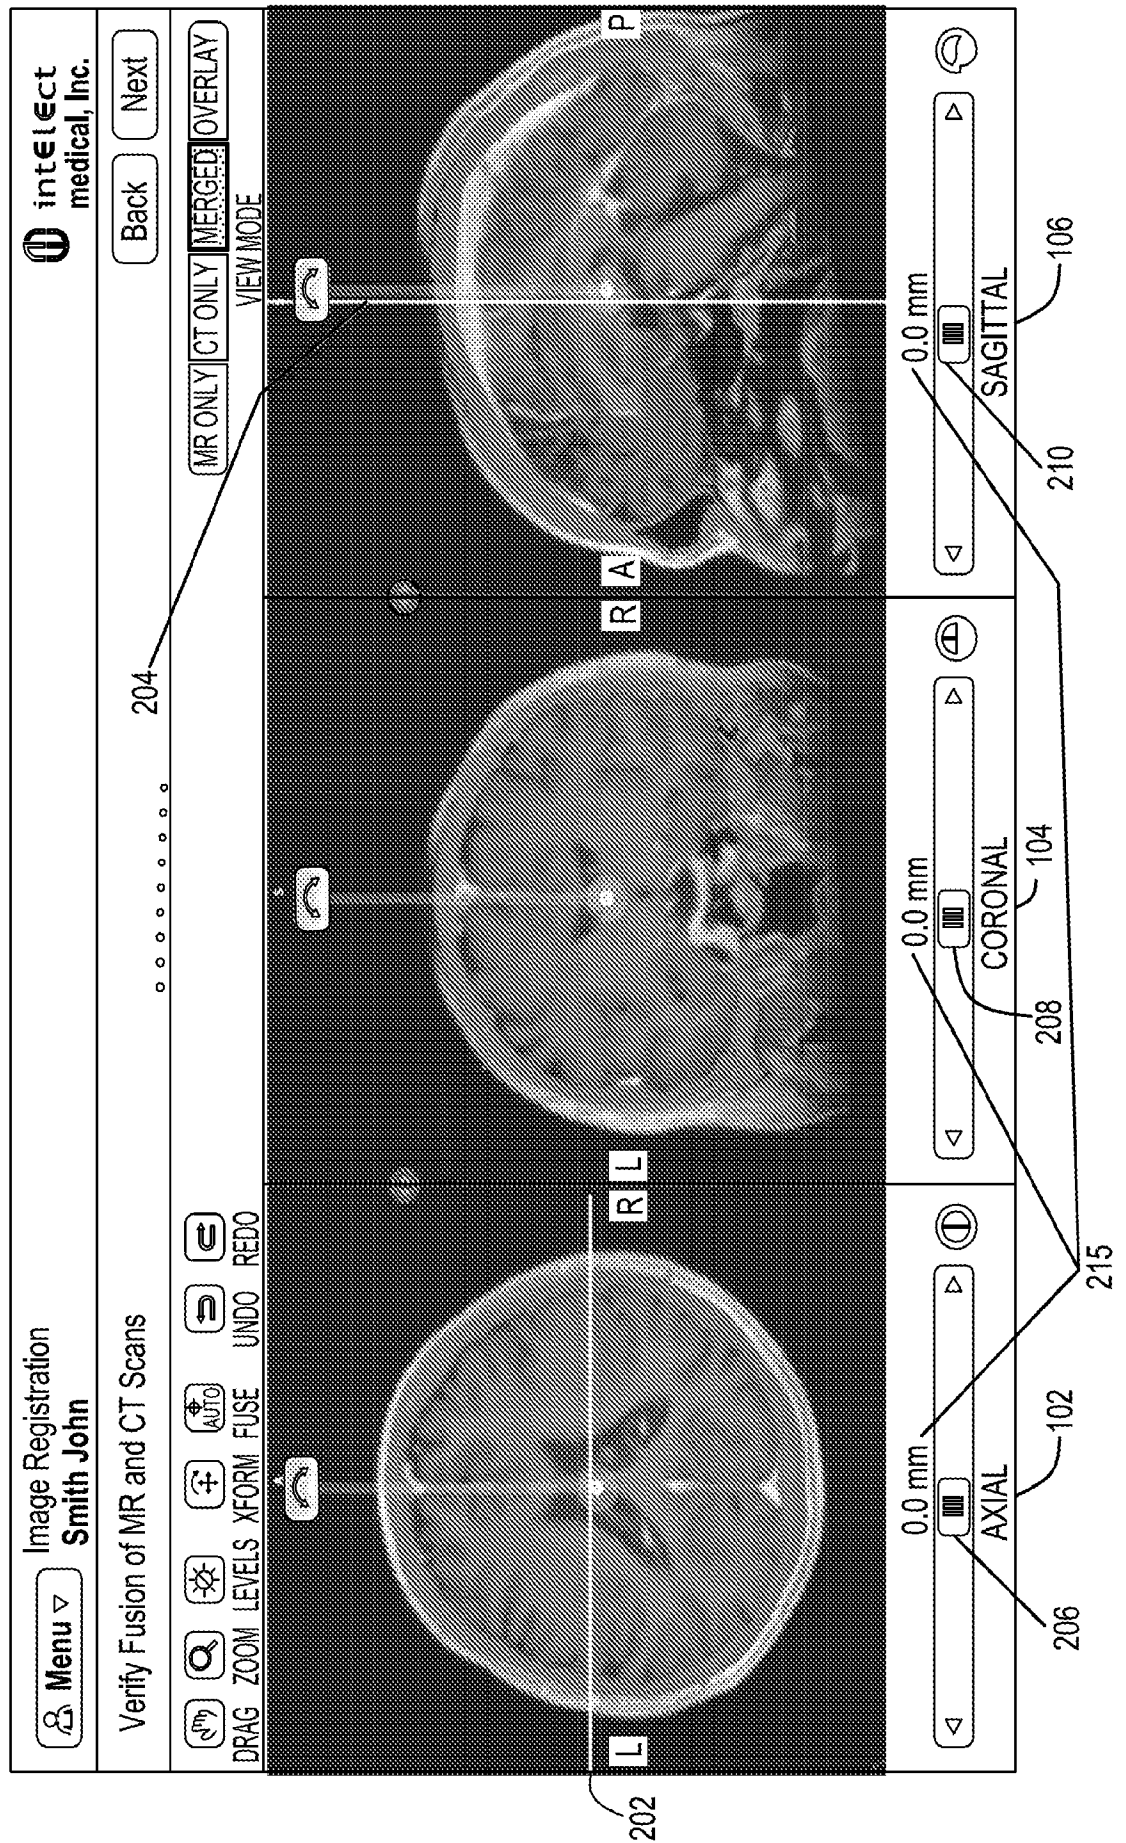 Menu
Image Registration
Smith John
intElEct
medical, Inc.
Verify Fusion of MR and CT Scans
Back
Next
204
DRAG
ZOOM
LEVELS
XFORM
AUTO
FUSE
UNDO
REDO
MR ONLY
CT ONLY
MERGED
OVERLAY
VIEW MODE
A
S
L
R
L
R
A
P
202
0.0 mm
0.0 mm
0.0 mm
AXIAL
CORONAL
SAGITTAL
206
102
215
208
104
210
106